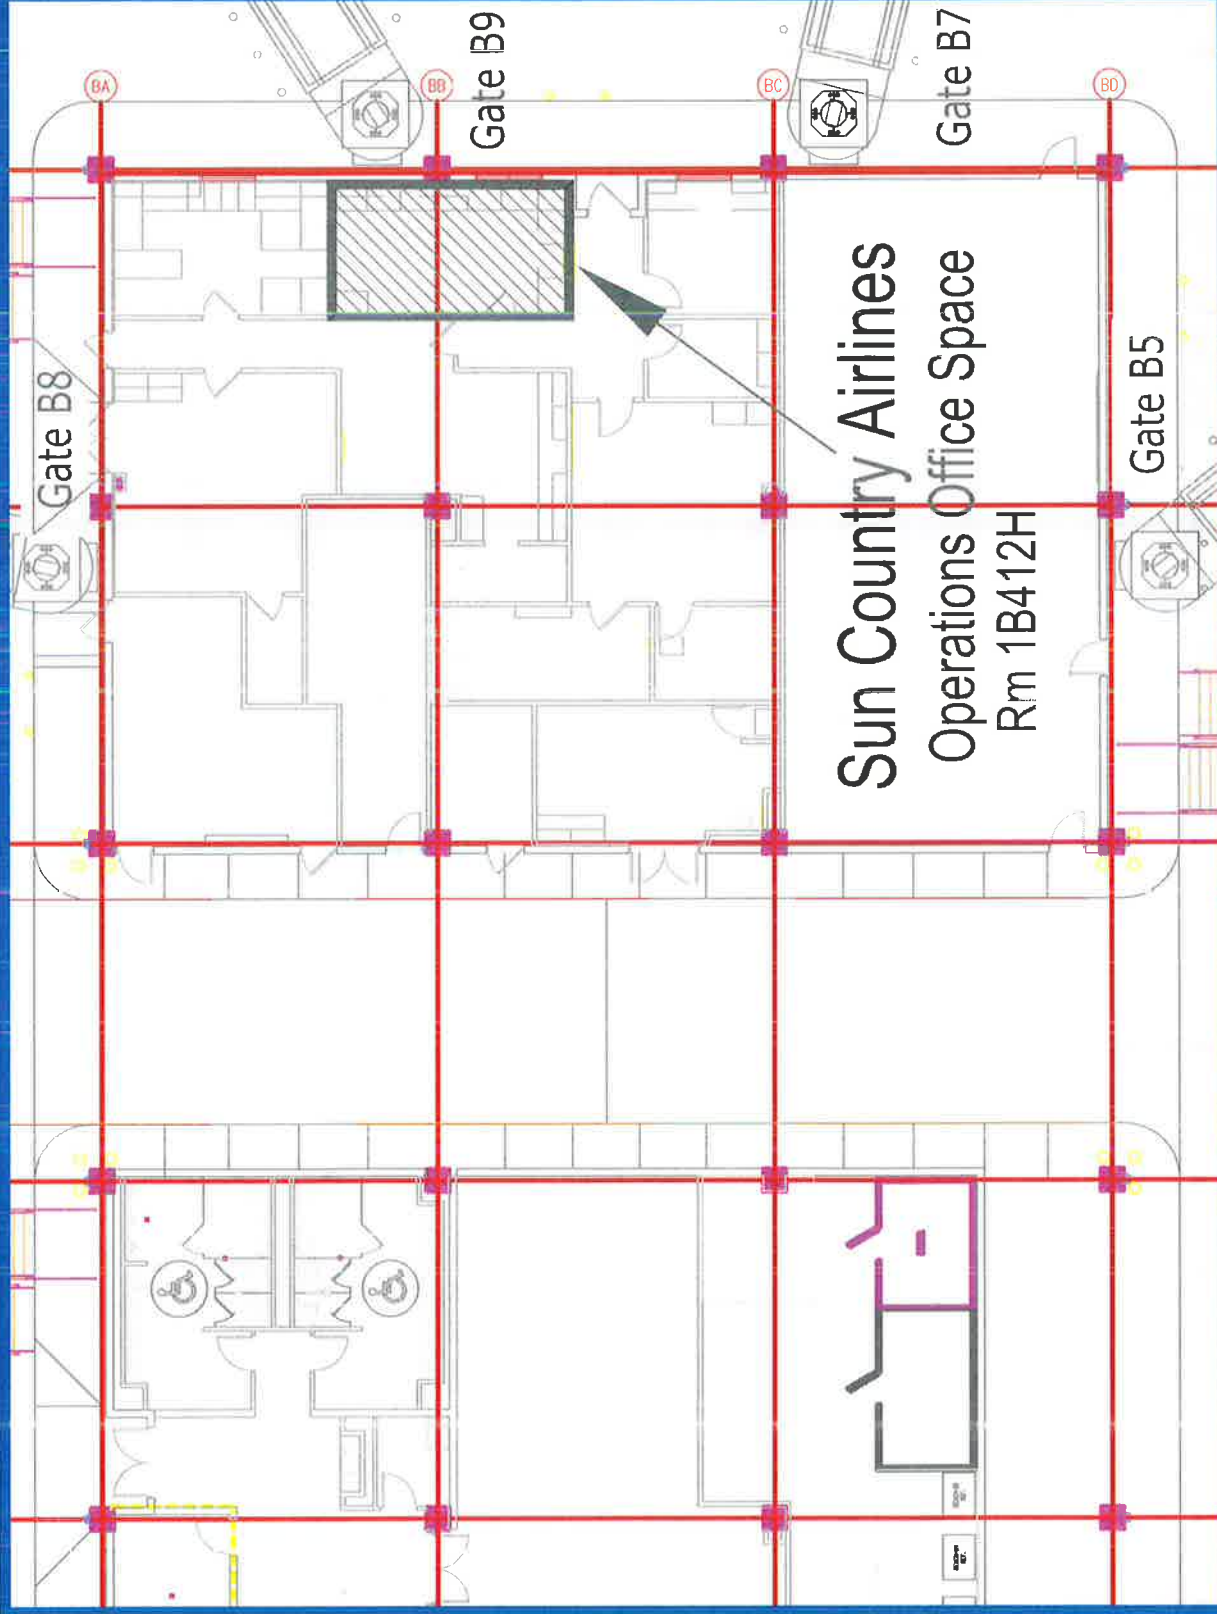 BA
BB
BC
BD
Gate B8
Gate B9
Gate B7
Gate B5
Sun Country Airlines
Operations Office Space
Rm 1B412H